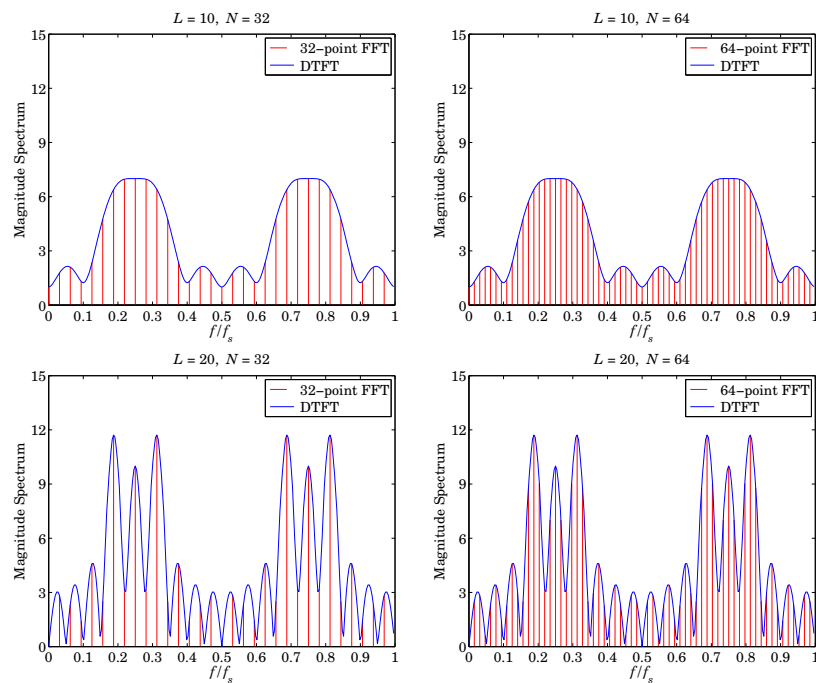 L = 10, N = 32
15
12
9
6
3
0
Magnitude Spectrum
32−point FFT
DTFT
0 0.1 0.2 0.3 0.4 0.5 0.6 0.7 0.8 0.9 1
f/fs
L = 10, N = 64
15
12
9
6
3
0
Magnitude Spectrum
64−point FFT
DTFT
0 0.1 0.2 0.3 0.4 0.5 0.6 0.7 0.8 0.9 1
f/fs
L = 20, N = 32
15
12
9
6
3
0
Magnitude Spectrum
32−point FFT
DTFT
0 0.1 0.2 0.3 0.4 0.5 0.6 0.7 0.8 0.9 1
f/fs
L = 20, N = 64
15
12
9
6
3
0
Magnitude Spectrum
64−point FFT
DTFT
0 0.1 0.2 0.3 0.4 0.5 0.6 0.7 0.8 0.9 1
f/fs